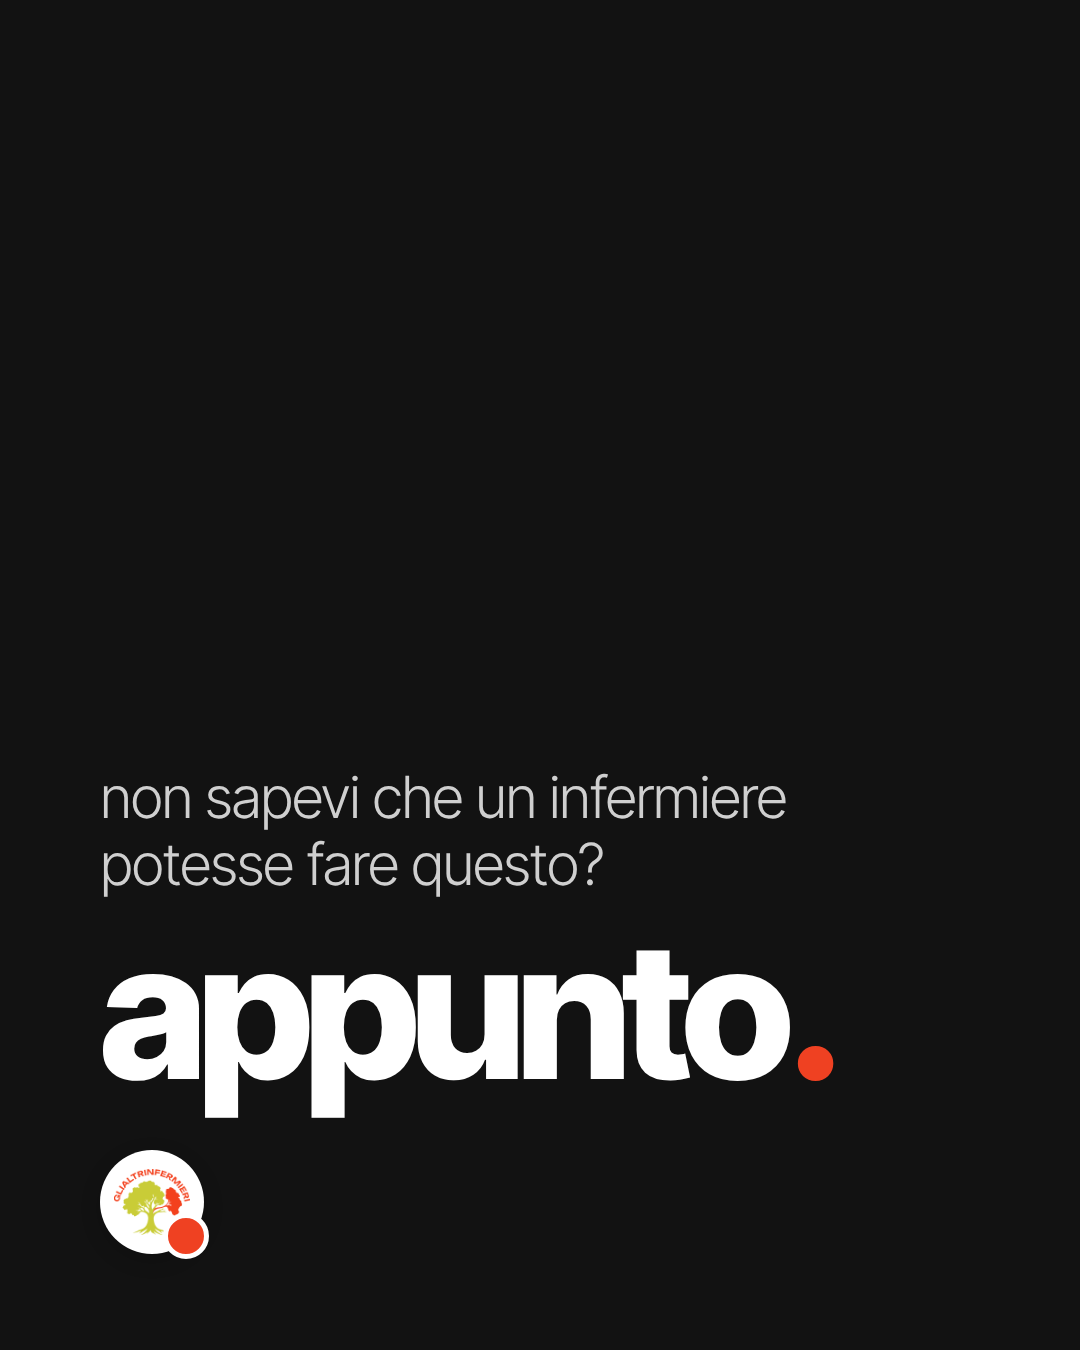 non sapevi che un infermiere
potesse fare questo?
appunto.
GLIALTRINFERMIERI